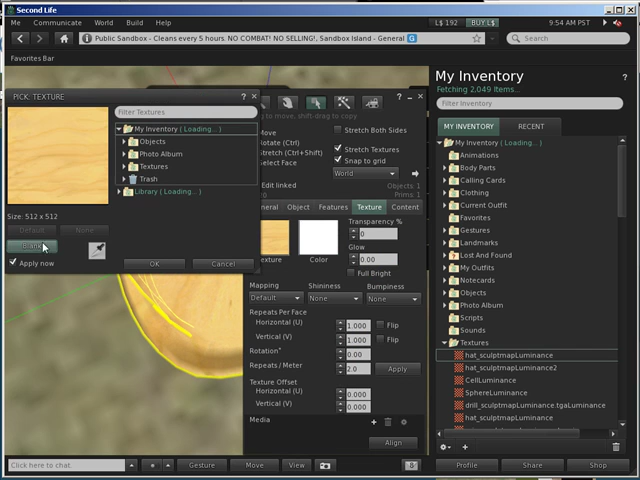 Second Life
Me Communicate World Build Help L$ 192 BUY L$ 9:54 AM PST
Public Sandbox - Cleans every 5 hours. NO COMBAT! NO SELLING!, Sandbox Island - General G Search
Favorites Bar
PICK: TEXTURE ? ×
Filter Textures
My Inventory ( Loading... )
Objects
Photo Album
Textures
Trash
Library ( Loading... )
Size: 512 x 512
Default None
Blank
Apply now
OK Cancel
to move, shift-drag to copy
Move
Rotate (Ctrl)
Stretch (Ctrl+Shift)
Select Face
Edit linked
Stretch Both Sides
Stretch Textures
Snap to grid
World
Objects: 1
Prims: 1
General Object Features Texture Content
Texture Color
Transparency %
0
Glow
0.00
Full Bright
Mapping Shininess Bumpiness
Default None None
Repeats Per Face
Horizontal (U) 1.000 Flip
Vertical (V) 1.000 Flip
Rotation° 0.00
Repeats / Meter 2.0 Apply
Texture Offset
Horizontal (U) 0.000
Vertical (V) 0.000
Media
Align
My Inventory ?
Fetching 2,049 Items...
Filter Inventory
MY INVENTORY RECENT
My Inventory ( Loading... )
Animations
Body Parts
Calling Cards
Clothing
Current Outfit
Favorites
Gestures
Landmarks
Lost And Found
My Outfits
Notecards
Objects
Photo Album
Scripts
Sounds
Textures
hat_sculptmapLuminance
hat_sculptmapLuminance2
CellLuminance
SphereLuminance
drill_sculptmapLuminance.tgaLuminance
hat_sculptmapLuminance
Click here to chat. Gesture Move View 8 Profile Share Shop